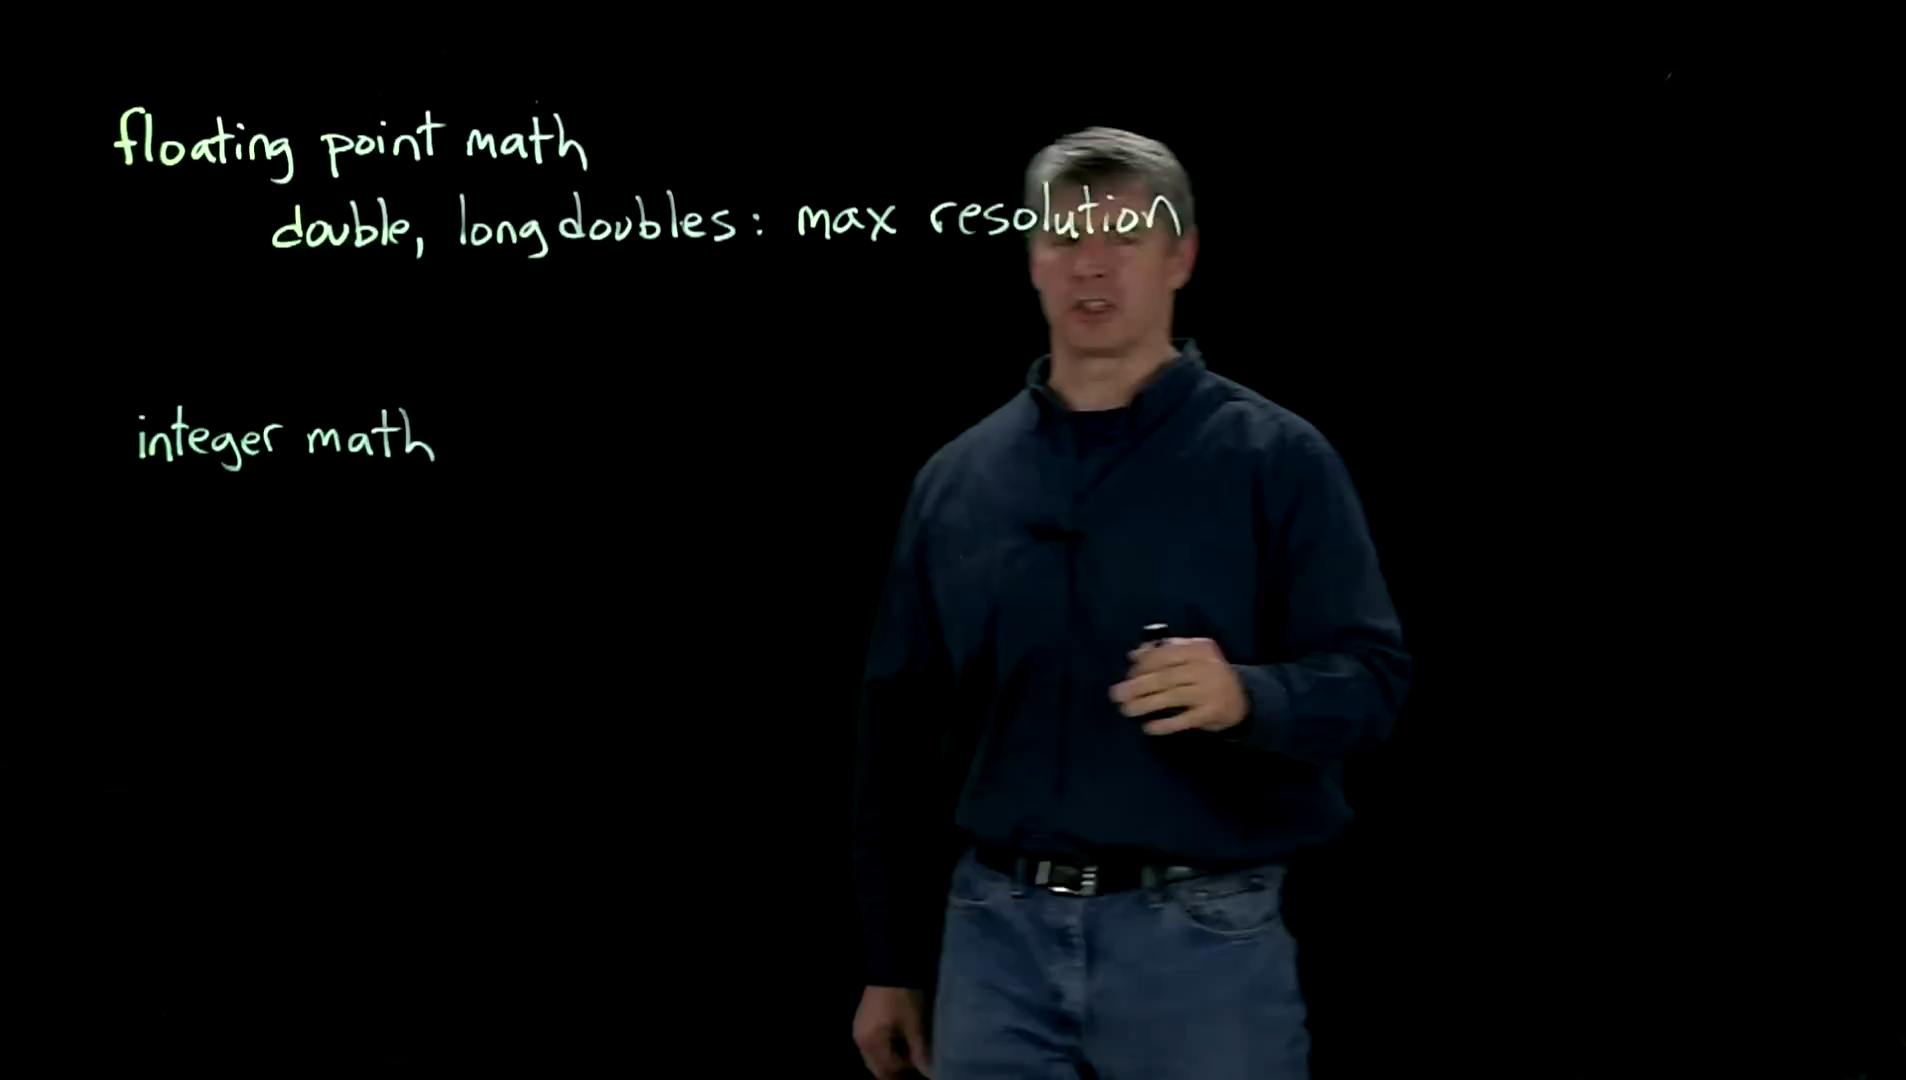 floating point math
double, long doubles: max resolution
integer math